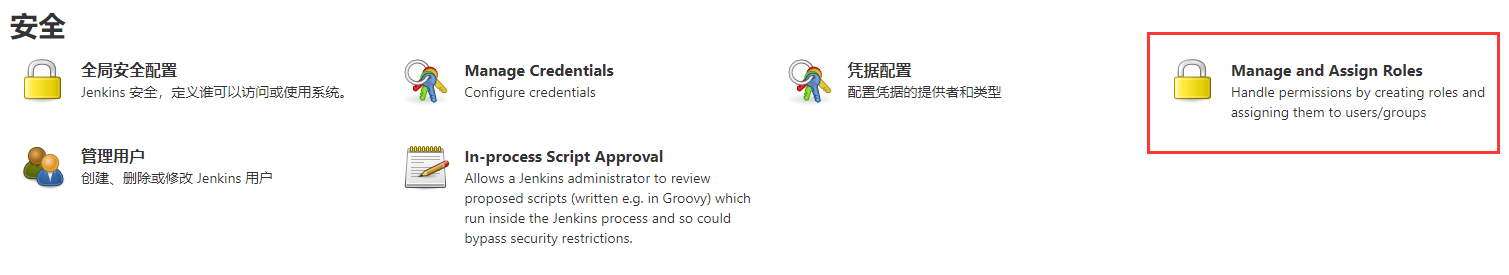 安全
全局安全配置
Jenkins 安全，定义谁可以访问或使用系统。
Manage Credentials
Configure credentials
凭据配置
配置凭据的提供者和类型
Manage and Assign Roles
Handle permissions by creating roles and
assigning them to users/groups
管理用户
创建、删除或修改 Jenkins 用户
In-process Script Approval
Allows a Jenkins administrator to review
proposed scripts (written e.g. in Groovy) which
run inside the Jenkins process and so could
bypass security restrictions.